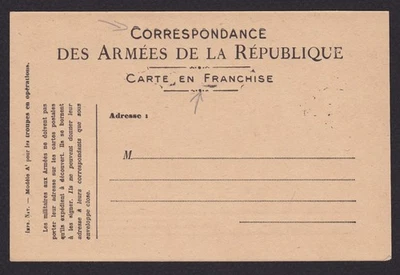 CORRESPONDANCE
DES ARMÉES DE LA RÉPUBLIQUE
CARTE EN FRANCHISE
Adresse :
M
Les militaires aux Armées ne doivent pas
porter leur adresse sur les cartes postales
qu'ils expédient à découvert. Ils se bornent
à les signer. Ils ne peuvent donner leur
adresse à leurs correspondants que sous
enveloppe close.
Modèle A¹ pour les troupes en opérations.